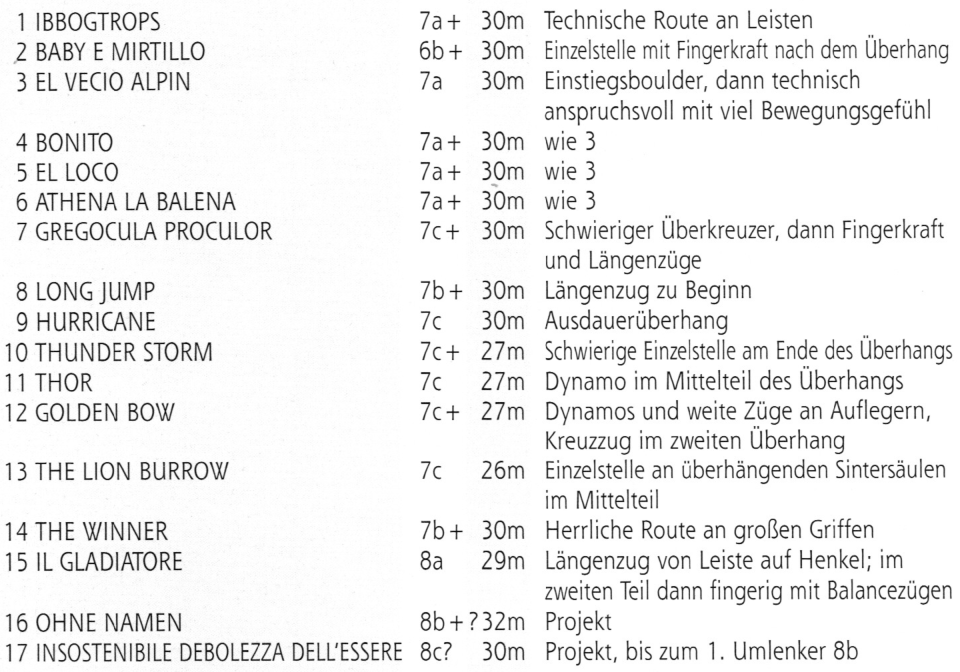 1 IBBOGTROPS 7a+ 30m Technische Route an Leisten
2 BABY E MIRTILLO 6b+ 30m Einzelstelle mit Fingerkraft nach dem Überhang
3 EL VECIO ALPIN 7a 30m Einstiegsboulder, dann technisch
anspruchsvoll mit viel Bewegungsgefühl
4 BONITO 7a+ 30m wie 3
5 EL LOCO 7a+ 30m wie 3
6 ATHENA LA BALENA 7a+ 30m wie 3
7 GREGOCULA PROCULOR 7c+ 30m Schwieriger Überkreuzer, dann Fingerkraft
und Längenzüge
8 LONG JUMP 7b+ 30m Längenzug zu Beginn
9 HURRICANE 7c 30m Ausdauerüberhang
10 THUNDER STORM 7c+ 27m Schwierige Einzelstelle am Ende des Überhangs
11 THOR 7c 27m Dynamo im Mittelteil des Überhangs
12 GOLDEN BOW 7c+ 27m Dynamos und weite Züge an Auflegern,
Kreuzzug im zweiten Überhang
13 THE LION BURROW 7c 26m Einzelstelle an überhängenden Sintersäulen
im Mittelteil
14 THE WINNER 7b+ 30m Herrliche Route an großen Griffen
15 IL GLADIATORE 8a 29m Längenzug von Leiste auf Henkel; im
zweiten Teil dann fingerig mit Balancezügen
16 OHNE NAMEN 8b+? 32m Projekt
17 INSOSTENIBILE DEBOLEZZA DELL'ESSERE 8c? 30m Projekt, bis zum 1. Umlenker 8b